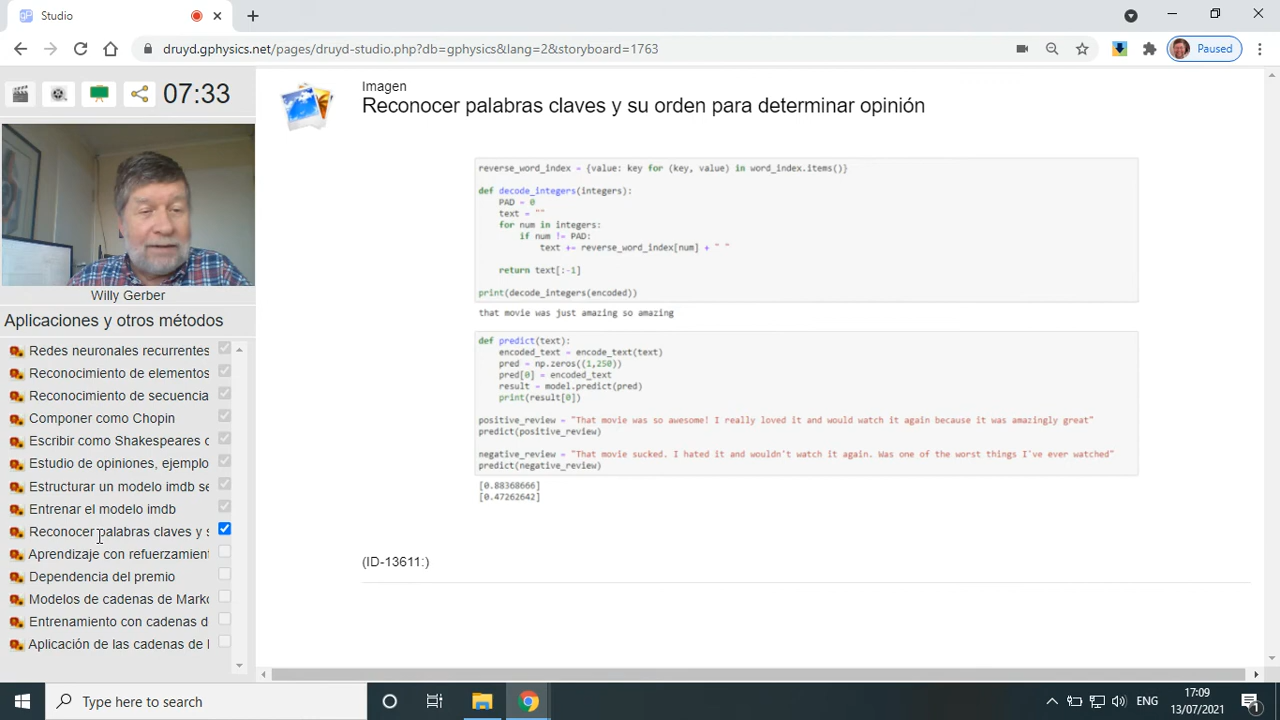 Studio
druyd.gphysics.net/pages/druyd-studio.php?db=gphysics&lang=2&storyboard=1763
Paused
07:33
Willy Gerber
Aplicaciones y otros métodos
Redes neuronales recurrentes
Reconocimiento de elementos
Reconocimiento de secuencia
Componer como Chopin
Escribir como Shakespeares c
Estudio de opiniones, ejemplo
Estructurar un modelo imdb se
Entrenar el modelo imdb
Reconocer palabras claves y s
Aprendizaje con refuerzamient
Dependencia del premio
Modelos de cadenas de Marko
Entrenamiento con cadenas d
Aplicación de las cadenas de l
Imagen
Reconocer palabras claves y su orden para determinar opinión
reverse_word_index = {value: key for (key, value) in word_index.items()}
def decode_integers(integers):
PAD = 0
text = ""
for num in integers:
if num != PAD:
text += reverse_word_index[num] + " "
return text[:-1]
print(decode_integers(encoded))
that movie was just amazing so amazing
def predict(text):
encoded_text = encode_text(text)
pred = np.zeros((1,250))
pred[0] = encoded_text
result = model.predict(pred)
print(result[0])
positive_review = "That movie was so awesome! I really loved it and would watch it again because it was amazingly great"
predict(positive_review)
negative_review = "That movie sucked. I hated it and wouldn't watch it again. Was one of the worst things I've ever watched"
predict(negative_review)
[0.88368666]
[0.47262642]
(ID-13611:)
Type here to search
ENG
17:09
13/07/2021
1